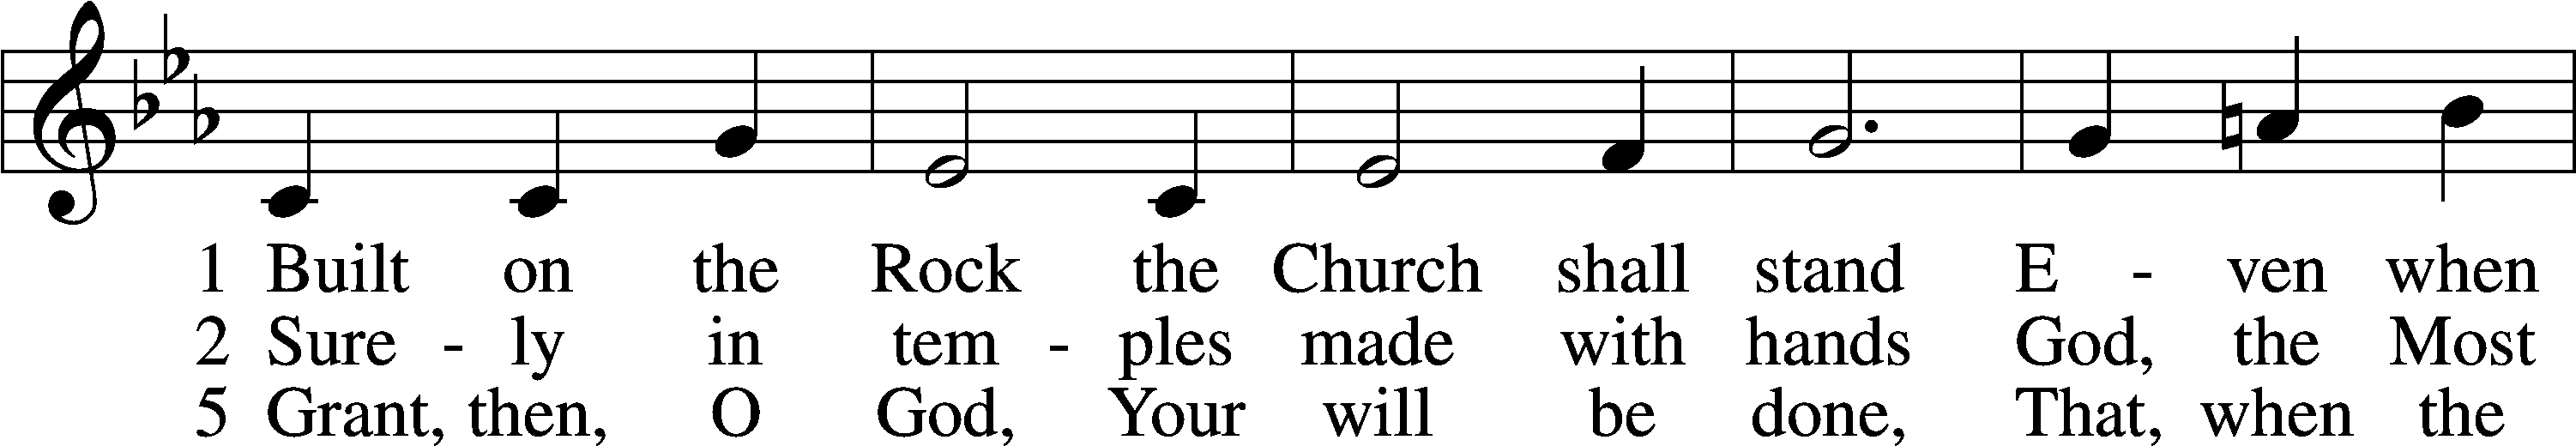 1 Built on the Rock the Church shall stand E - ven when
2 Sure - ly in tem - ples made with hands God, the Most
5 Grant, then, O God, Your will be done, That, when the